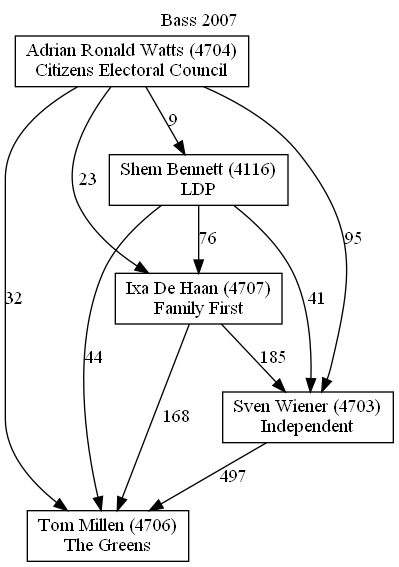 Bass 2007
Adrian Ronald Watts (4704)
Citizens Electoral Council
9
Shem Bennett (4116)
LDP
23
76
95
32
41
Ixa De Haan (4707)
Family First
44
185
168
Sven Wiener (4703)
Independent
497
Tom Millen (4706)
The Greens